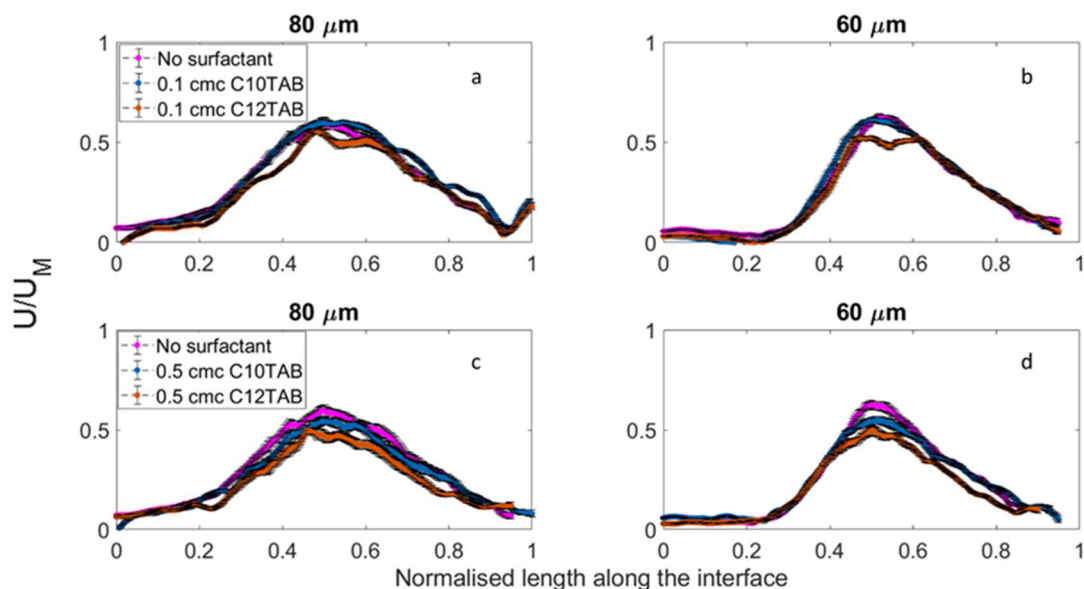 80 μm
60 μm
1
0.5
0
No surfactant
0.1 cmc C10TAB
0.1 cmc C12TAB
a
0 0.2 0.4 0.6 0.8 1
1
0.5
0
b
0 0.2 0.4 0.6 0.8 1
U/U_M
80 μm
60 μm
1
0.5
0
No surfactant
0.5 cmc C10TAB
0.5 cmc C12TAB
c
0 0.2 0.4 0.6 0.8 1
1
0.5
0
d
0 0.2 0.4 0.6 0.8 1
Normalised length along the interface